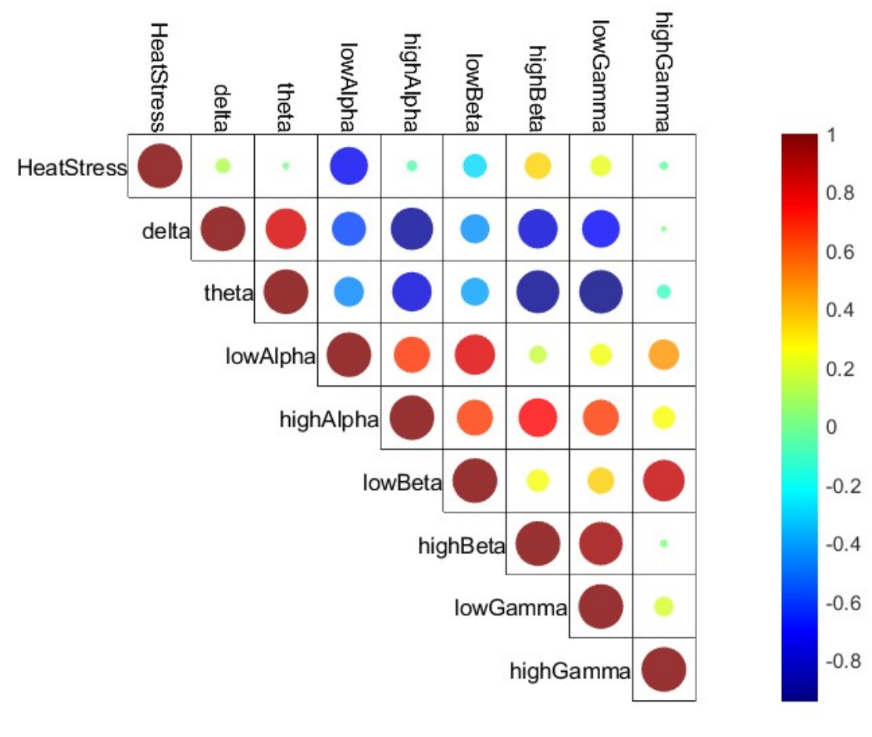 HeatStress
delta
theta
lowAlpha
highAlpha
lowBeta
highBeta
lowGamma
highGamma
HeatStress
delta
theta
lowAlpha
highAlpha
lowBeta
highBeta
lowGamma
highGamma
1
0.8
0.6
0.4
0.2
0
-0.2
-0.4
-0.6
-0.8